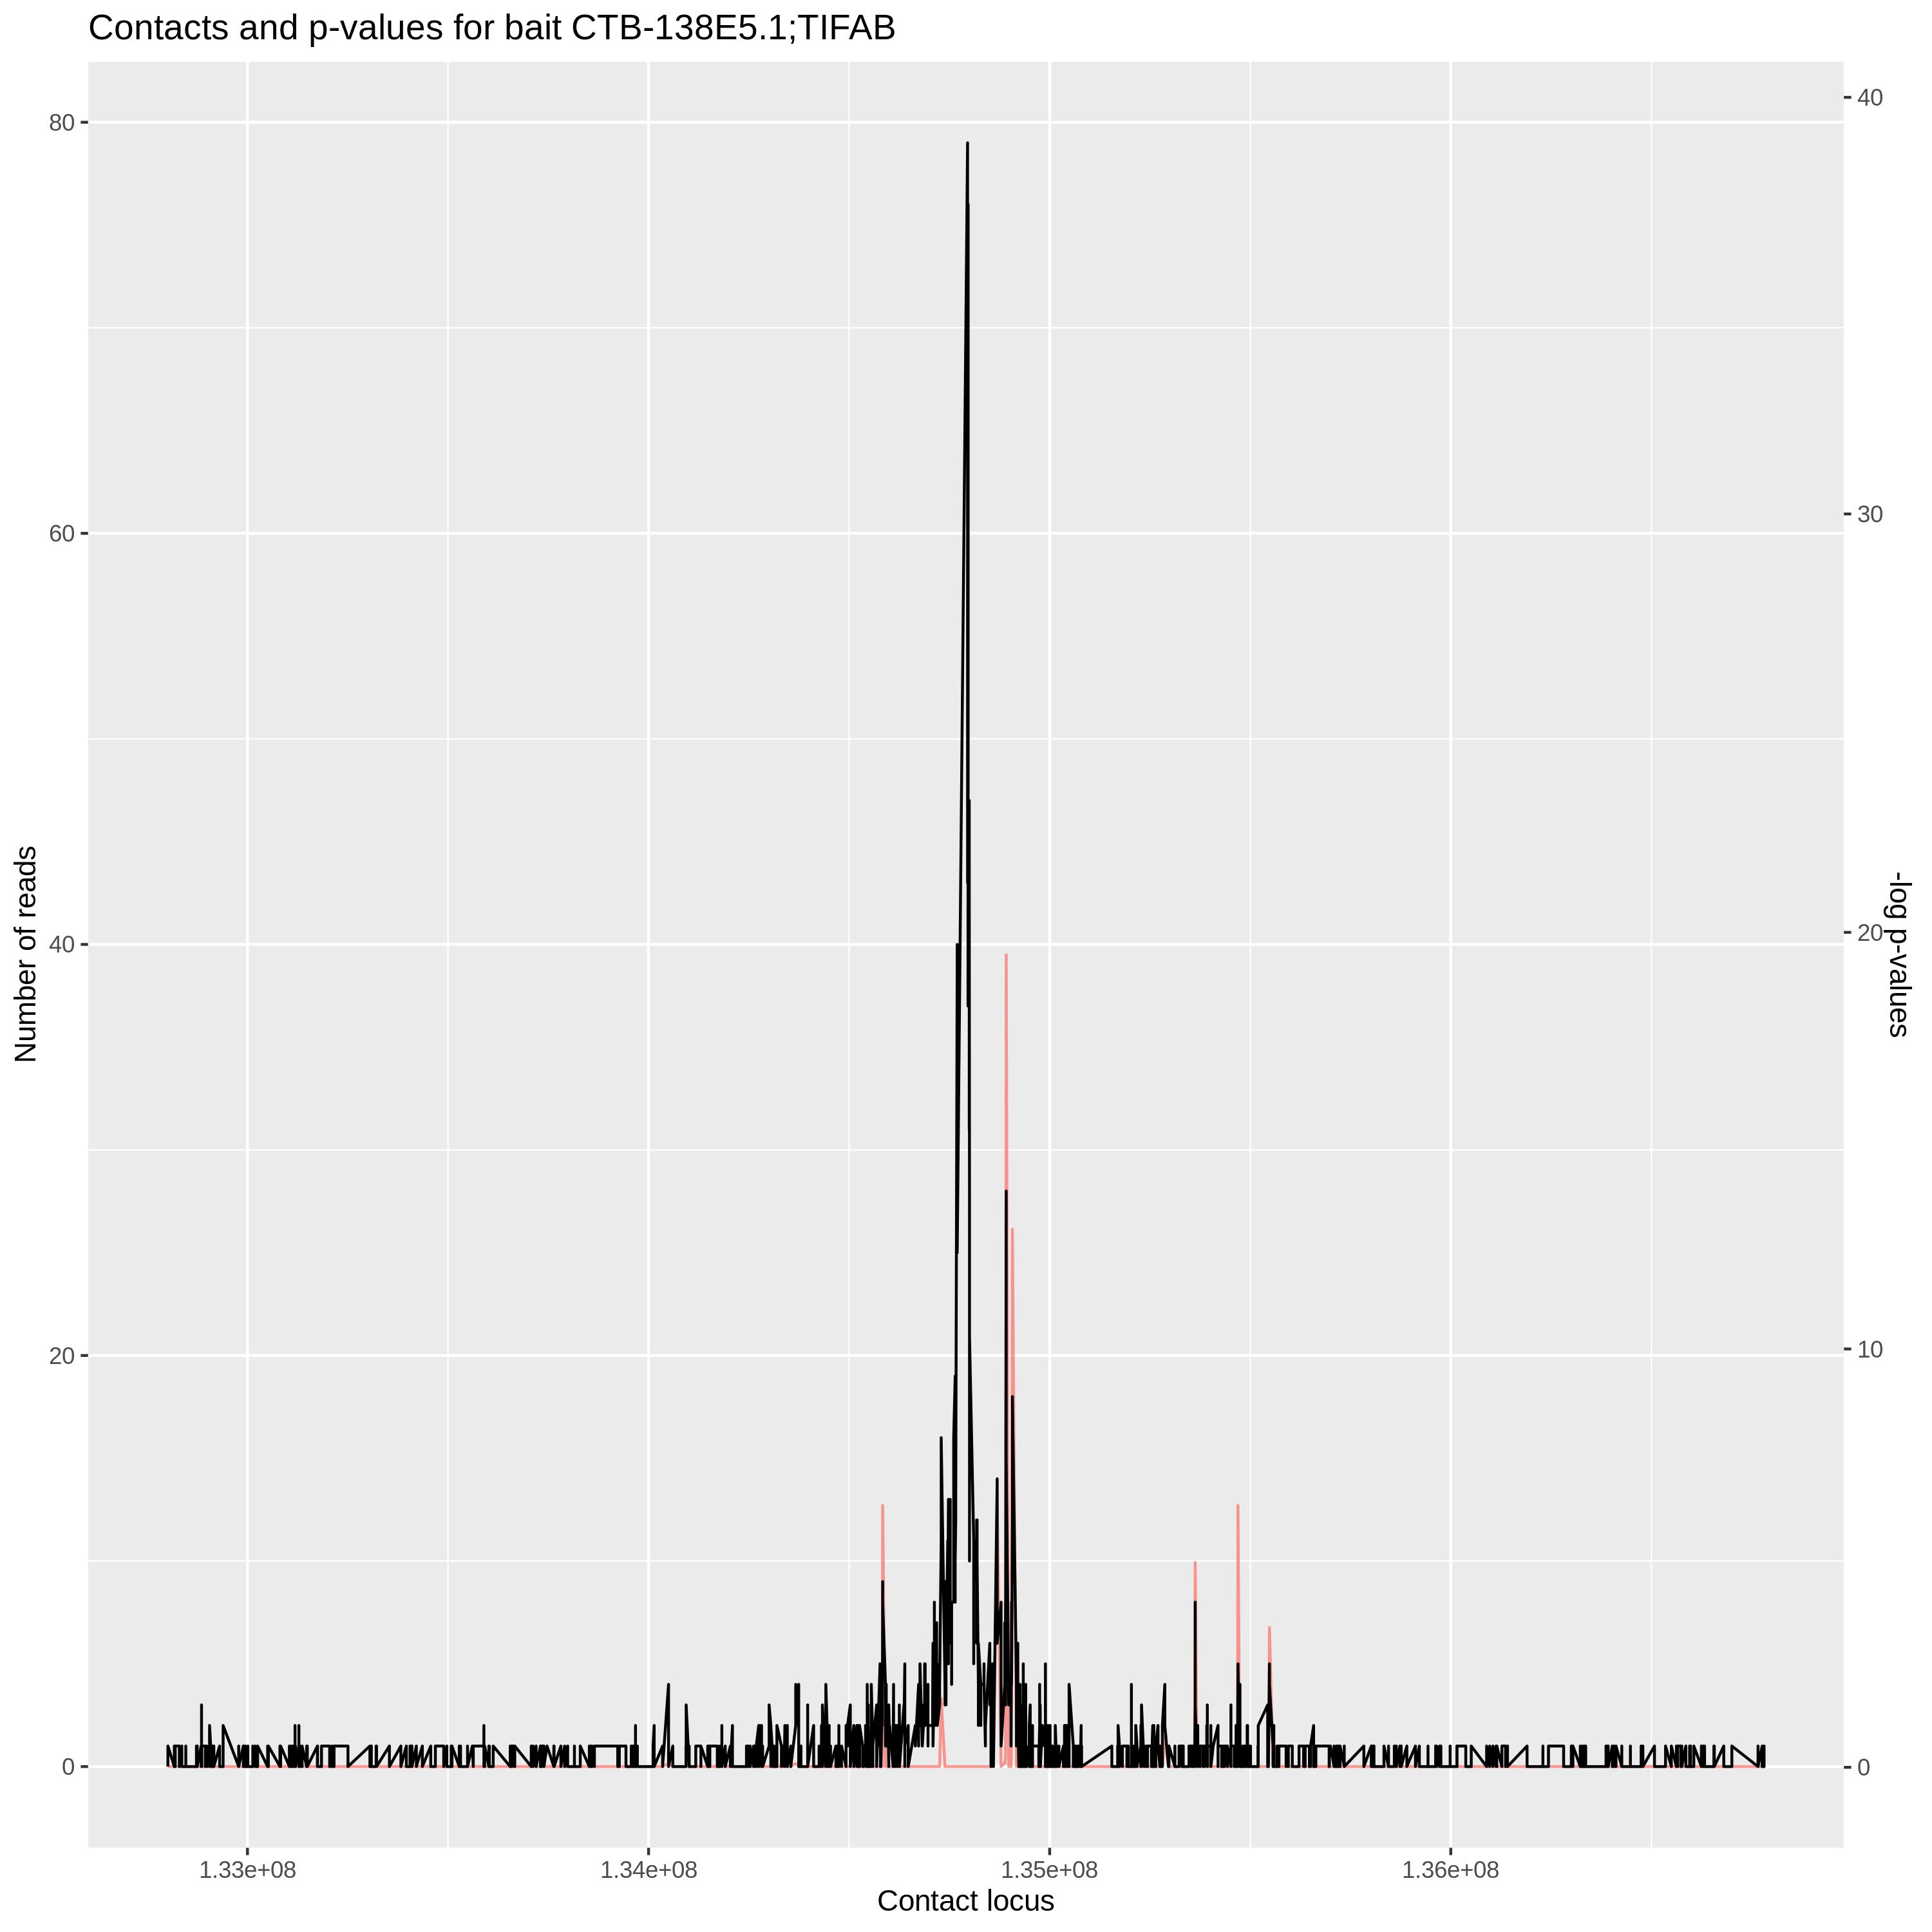 Contacts and p-values for bait CTB-138E5.1;TIFAB
80
60
40
20
0
Number of reads
40
30
20
10
0
-log p-values
1.33e+08
1.34e+08
1.35e+08
1.36e+08
Contact locus